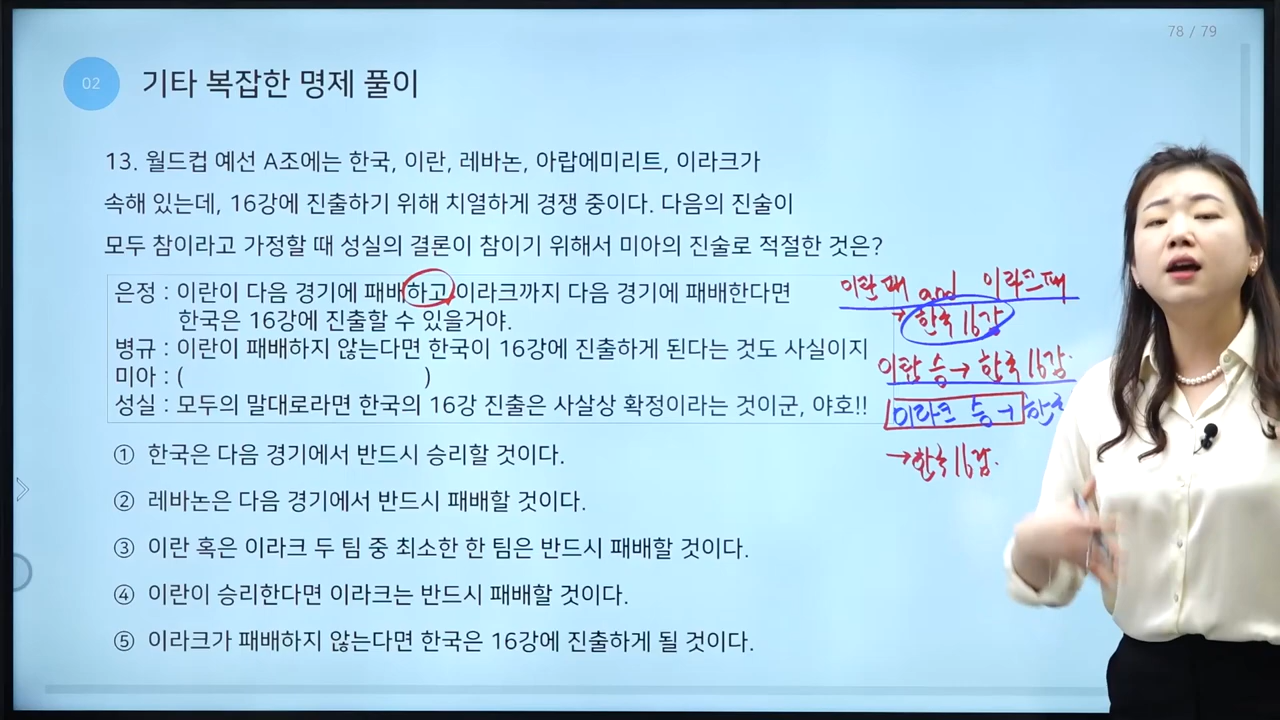 78 / 79
02
기타 복잡한 명제 풀이
13. 월드컵 예선 A조에는 한국, 이란, 레바논, 아랍에미리트, 이라크가
속해 있는데, 16강에 진출하기 위해 치열하게 경쟁 중이다. 다음의 진술이
모두 참이라고 가정할 때 성실의 결론이 참이기 위해서 미아의 진술로 적절한 것은?
은정 : 이란이 다음 경기에 패배하고 이라크까지 다음 경기에 패배한다면
한국은 16강에 진출할 수 있을거야.
병규 : 이란이 패배하지 않는다면 한국이 16강에 진출하게 된다는 것도 사실이지
미아 : ( )
성실 : 모두의 말대로라면 한국의 16강 진출은 사살상 확정이라는 것이군, 야호!!
① 한국은 다음 경기에서 반드시 승리할 것이다.
② 레바논은 다음 경기에서 반드시 패배할 것이다.
③ 이란 혹은 이라크 두 팀 중 최소한 한 팀은 반드시 패배할 것이다.
④ 이란이 승리한다면 이라크는 반드시 패배할 것이다.
⑤ 이라크가 패배하지 않는다면 한국은 16강에 진출하게 될 것이다.
이란 패 and 이라크패
→ 한국 16강
이란 승 → 한국 16강.
이라크 승 → 한국
→ 한국 16강.